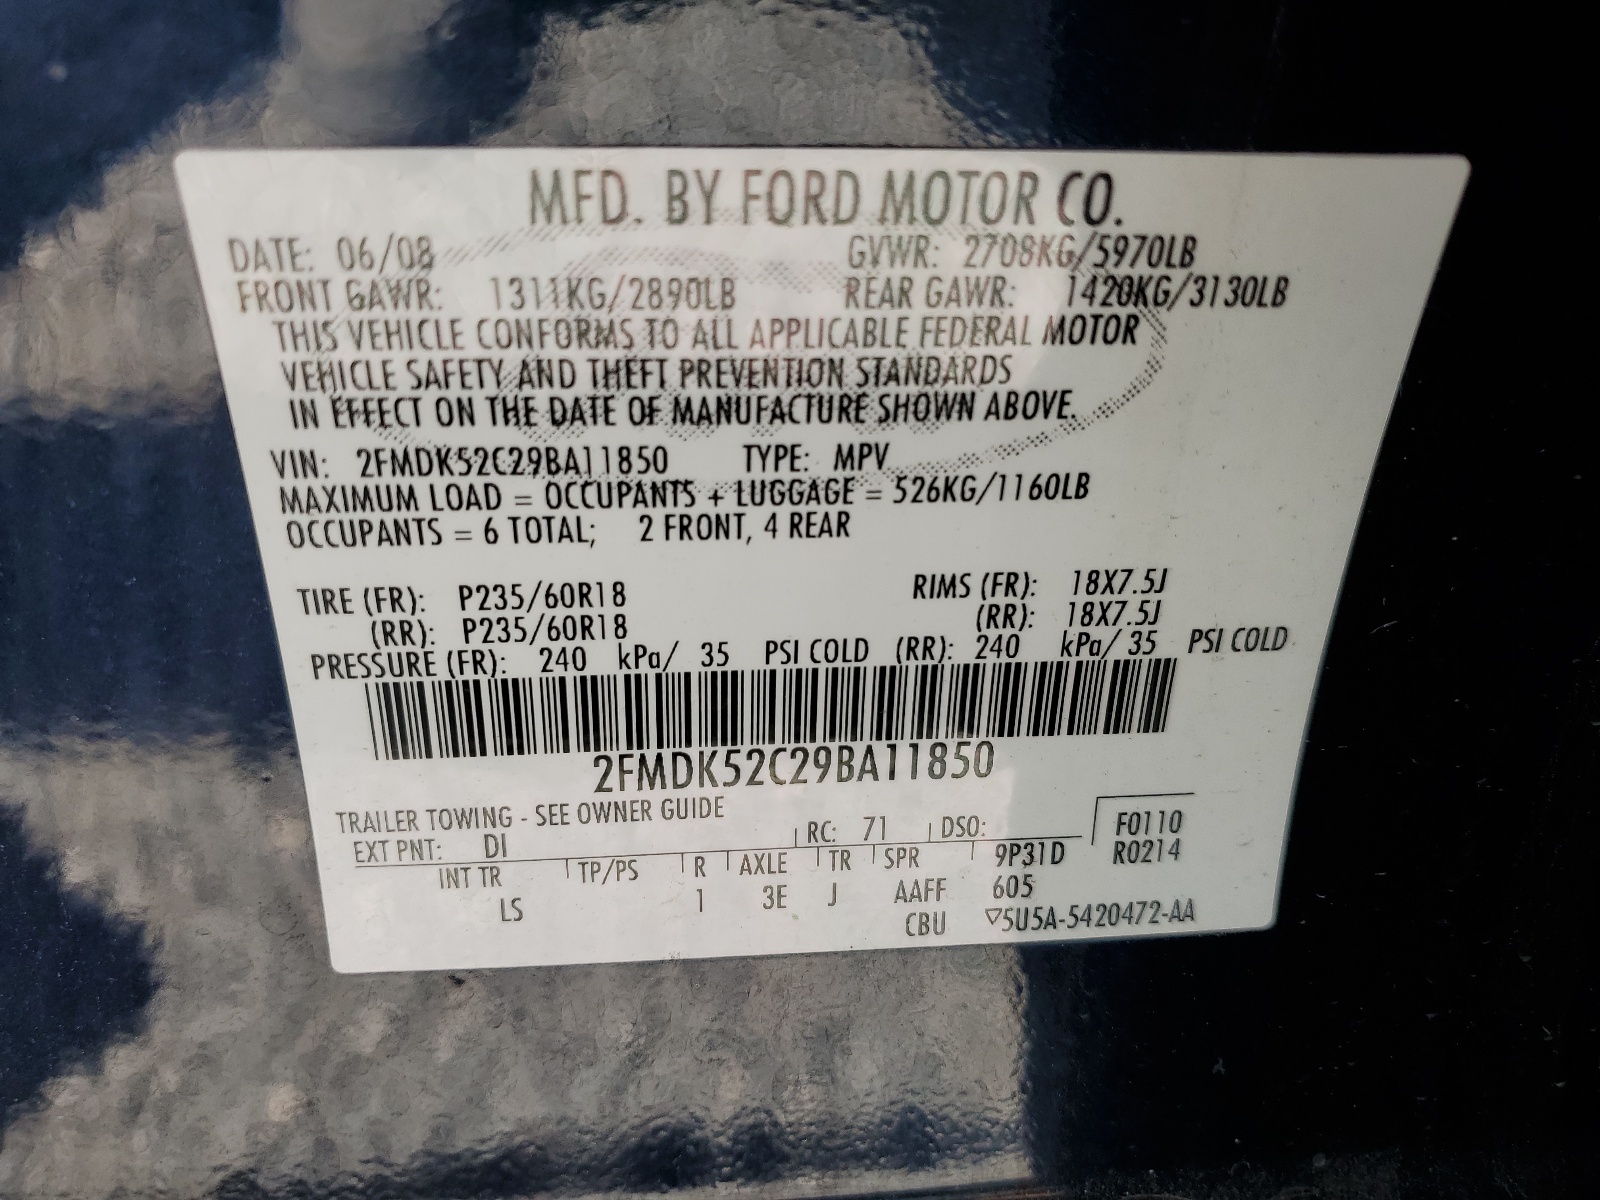 MFD. BY FORD MOTOR CO.
DATE: 06/08 GVWR: 2708KG/5970LB
FRONT GAWR: 1311KG/2890LB REAR GAWR: 1420KG/3130LB
THIS VEHICLE CONFORMS TO ALL APPLICABLE FEDERAL MOTOR
VEHICLE SAFETY AND THEFT PREVENTION STANDARDS
IN EFFECT ON THE DATE OF MANUFACTURE SHOWN ABOVE.
VIN: 2FMDK52C29BA11850 TYPE: MPV
MAXIMUM LOAD = OCCUPANTS + LUGGAGE = 526KG/1160LB
OCCUPANTS = 6 TOTAL; 2 FRONT, 4 REAR
TIRE (FR): P235/60R18 RIMS (FR): 18X7.5J
(RR): P235/60R18 (RR): 18X7.5J
PRESSURE (FR): 240 kPa/ 35 PSI COLD (RR): 240 kPa/ 35 PSI COLD
2FMDK52C29BA11850
TRAILER TOWING - SEE OWNER GUIDE
EXT PNT: DI RC: 71 DSO: F0110
INT TR TP/PS R AXLE TR SPR 9P31D R0214
LS 1 3E J AAFF 605
CBU ▽5U5A-5420472-AA